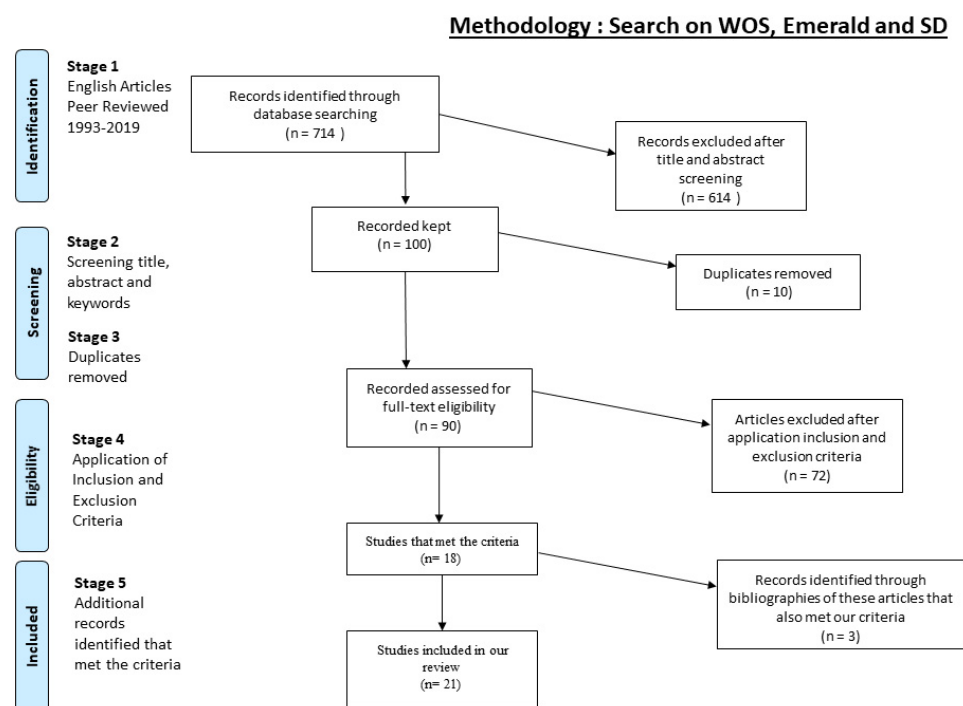 Methodology : Search on WOS, Emerald and SD
Identification
Stage 1
English Articles
Peer Reviewed
1993-2019
Records identified through
database searching
(n = 714 )
Records excluded after
title and abstract
screening
(n = 614 )
Screening
Stage 2
Screening title,
abstract and
keywords
Recorded kept
(n = 100)
Duplicates removed
(n = 10)
Stage 3
Duplicates
removed
Recorded assessed for
full-text eligibility
(n = 90)
Eligibility
Stage 4
Application of
Inclusion and
Exclusion
Criteria
Articles excluded after
application inclusion and
exclusion criteria
(n = 72)
Studies that met the criteria
(n= 18)
Included
Stage 5
Additional
records
identified that
met the criteria
Records identified through
bibliographies of these articles that
also met our criteria
(n = 3)
Studies included in our
review
(n= 21)